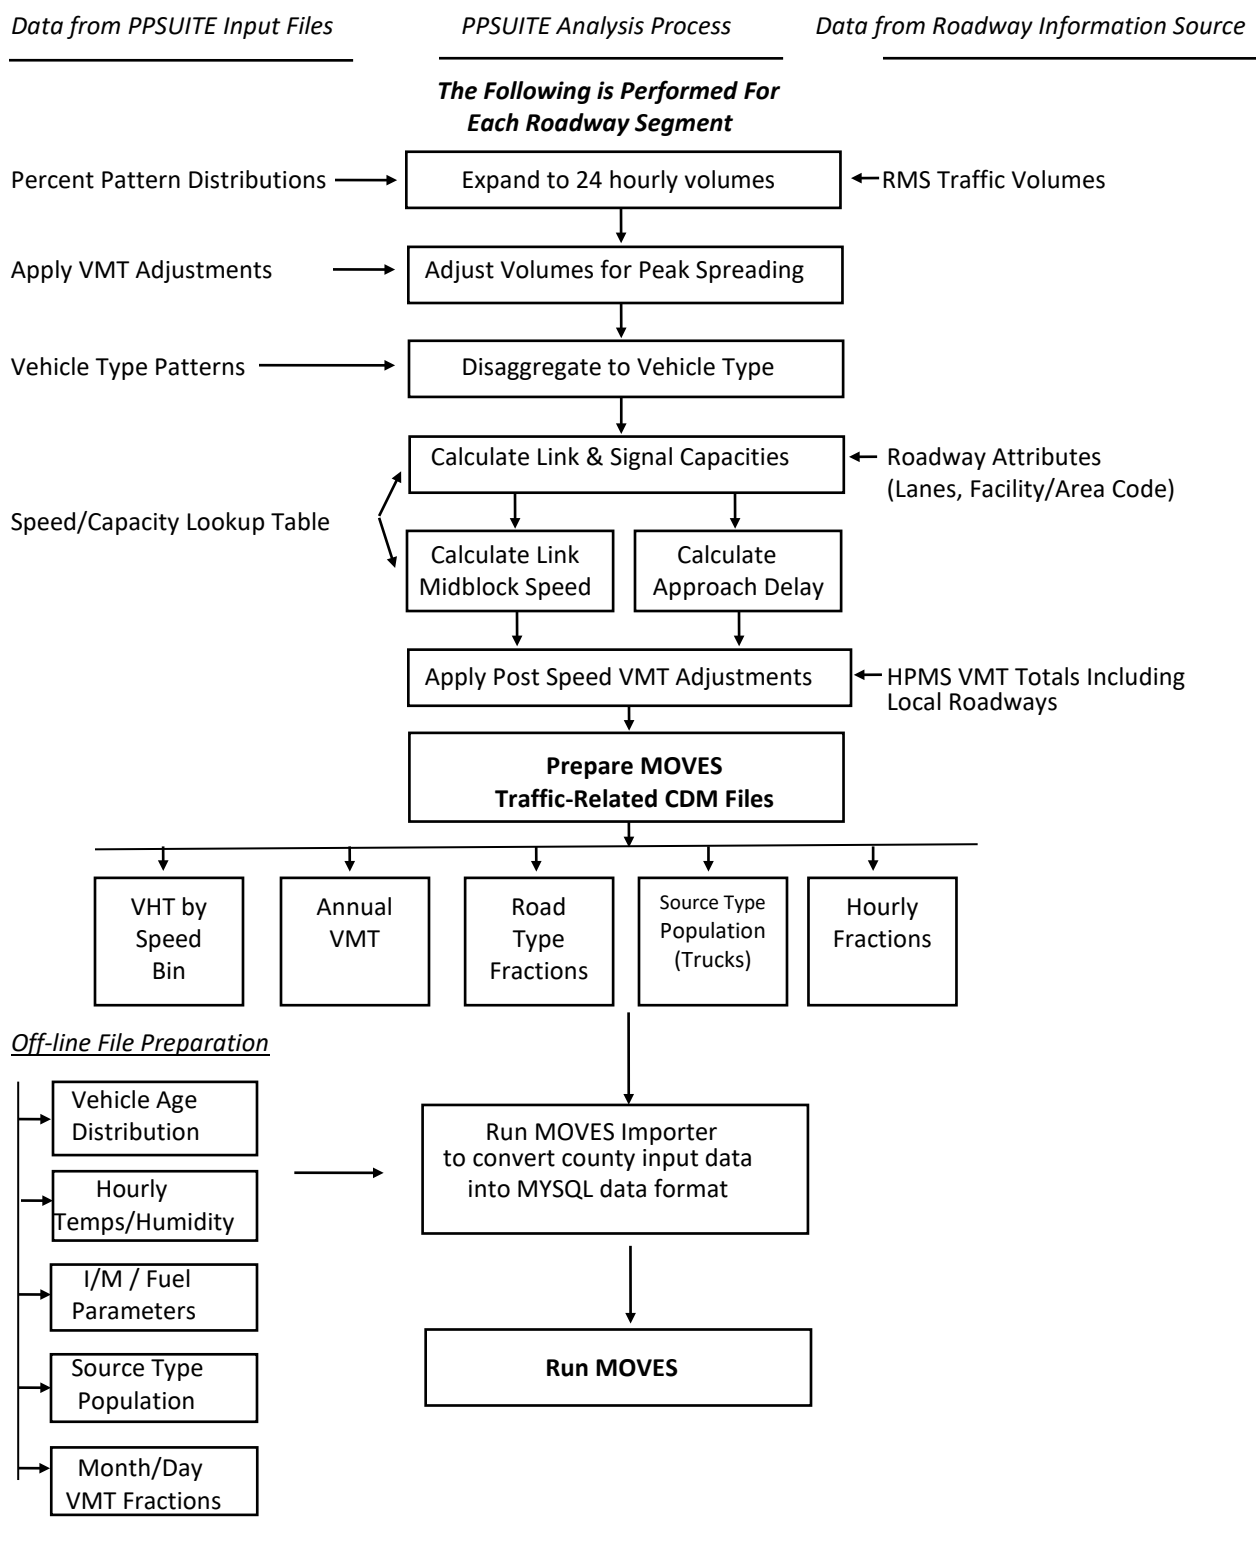 Data from PPSUITE Input Files
PPSUITE Analysis Process
Data from Roadway Information Source
The Following is Performed For
Each Roadway Segment
Percent Pattern Distributions
Expand to 24 hourly volumes
RMS Traffic Volumes
Apply VMT Adjustments
Adjust Volumes for Peak Spreading
Vehicle Type Patterns
Disaggregate to Vehicle Type
Calculate Link & Signal Capacities
Roadway Attributes
(Lanes, Facility/Area Code)
Speed/Capacity Lookup Table
Calculate Link
Midblock Speed
Calculate
Approach Delay
Apply Post Speed VMT Adjustments
HPMS VMT Totals Including
Local Roadways
Prepare MOVES
Traffic-Related CDM Files
VHT by
Speed
Bin
Annual
VMT
Road
Type
Fractions
Source Type
Population
(Trucks)
Hourly
Fractions
Off-line File Preparation
Vehicle Age
Distribution
Hourly
Temps/Humidity
I/M / Fuel
Parameters
Source Type
Population
Month/Day
VMT Fractions
Run MOVES Importer
to convert county input data
into MYSQL data format
Run MOVES